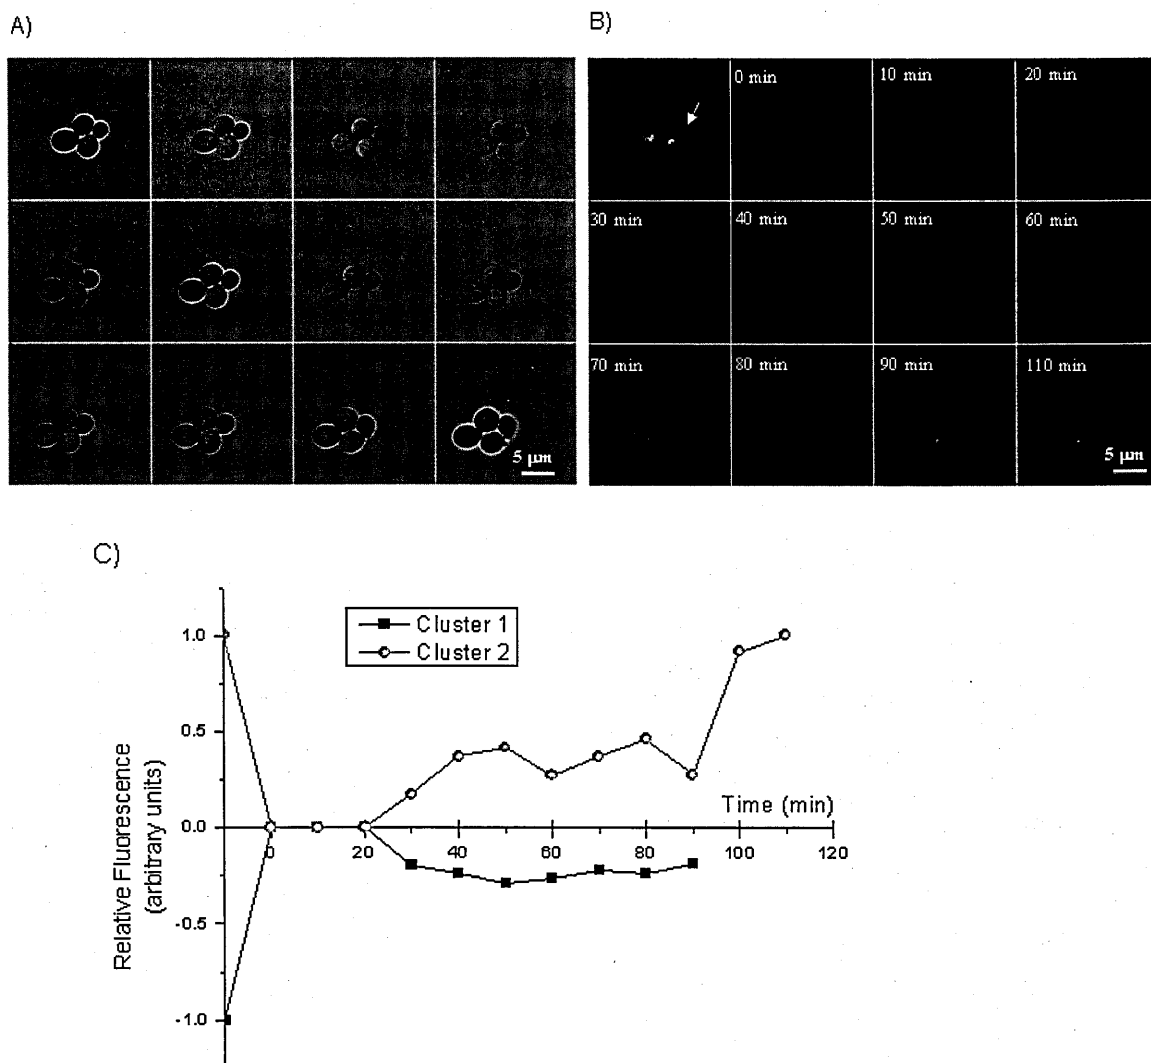 A)
B)
0 min
10 min
20 min
30 min
40 min
50 min
60 min
70 min
80 min
90 min
110 min
5 µm
5 µm
C)
Cluster 1
Cluster 2
1.0
0.5
0.0
-0.5
-1.0
Relative Fluorescence
(arbitrary units)
Time (min)
0
20
40
60
80
100
120